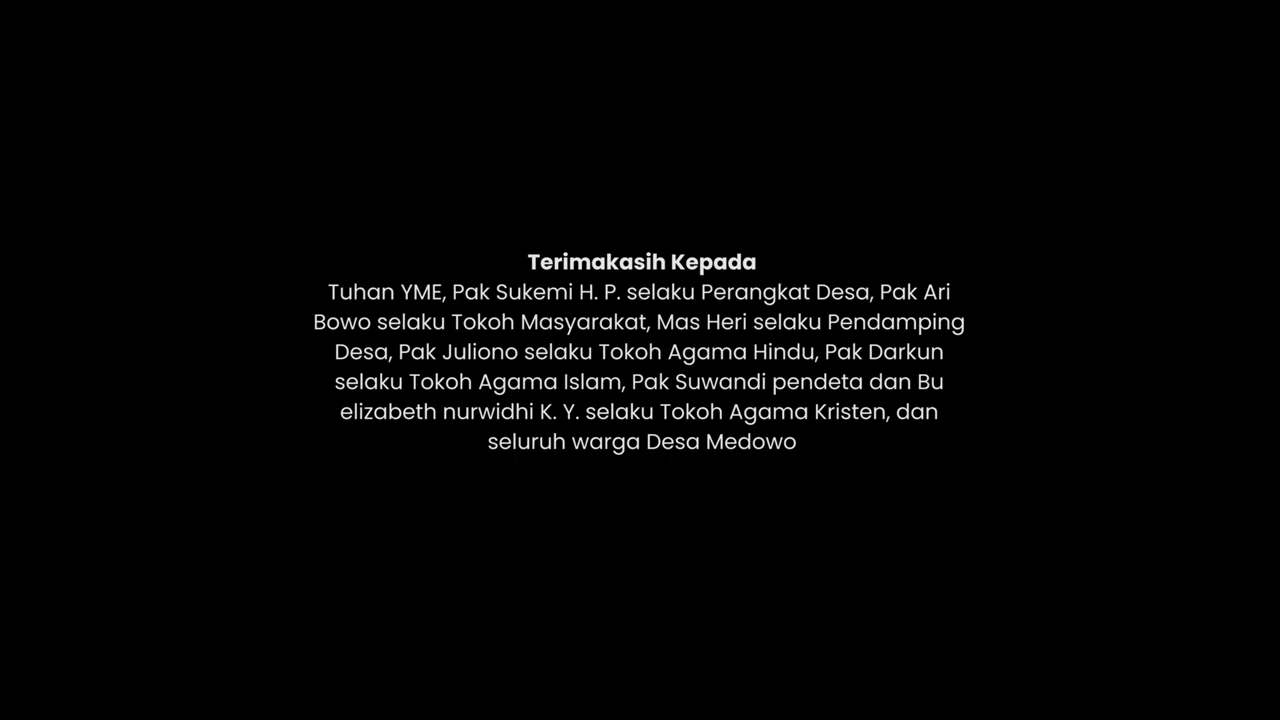 Terimakasih Kepada
Tuhan YME, Pak Sukemi H. P. selaku Perangkat Desa, Pak Ari
Bowo selaku Tokoh Masyarakat, Mas Heri selaku Pendamping
Desa, Pak Juliono selaku Tokoh Agama Hindu, Pak Darkun
selaku Tokoh Agama Islam, Pak Suwandi pendeta dan Bu
elizabeth nurwidhi K. Y. selaku Tokoh Agama Kristen, dan
seluruh warga Desa Medowo